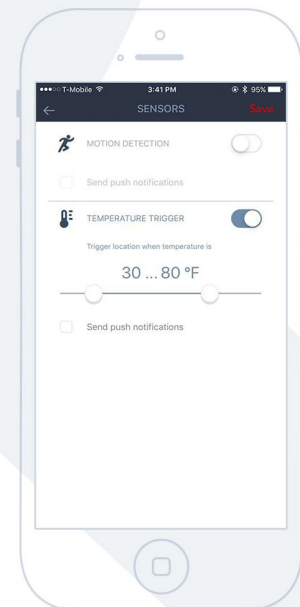 T-Mobile 3:41 PM 95%
SENSORS Save
MOTION DETECTION
Send push notifications
TEMPERATURE TRIGGER
Trigger location when temperature is
30 ... 80 °F
Send push notifications